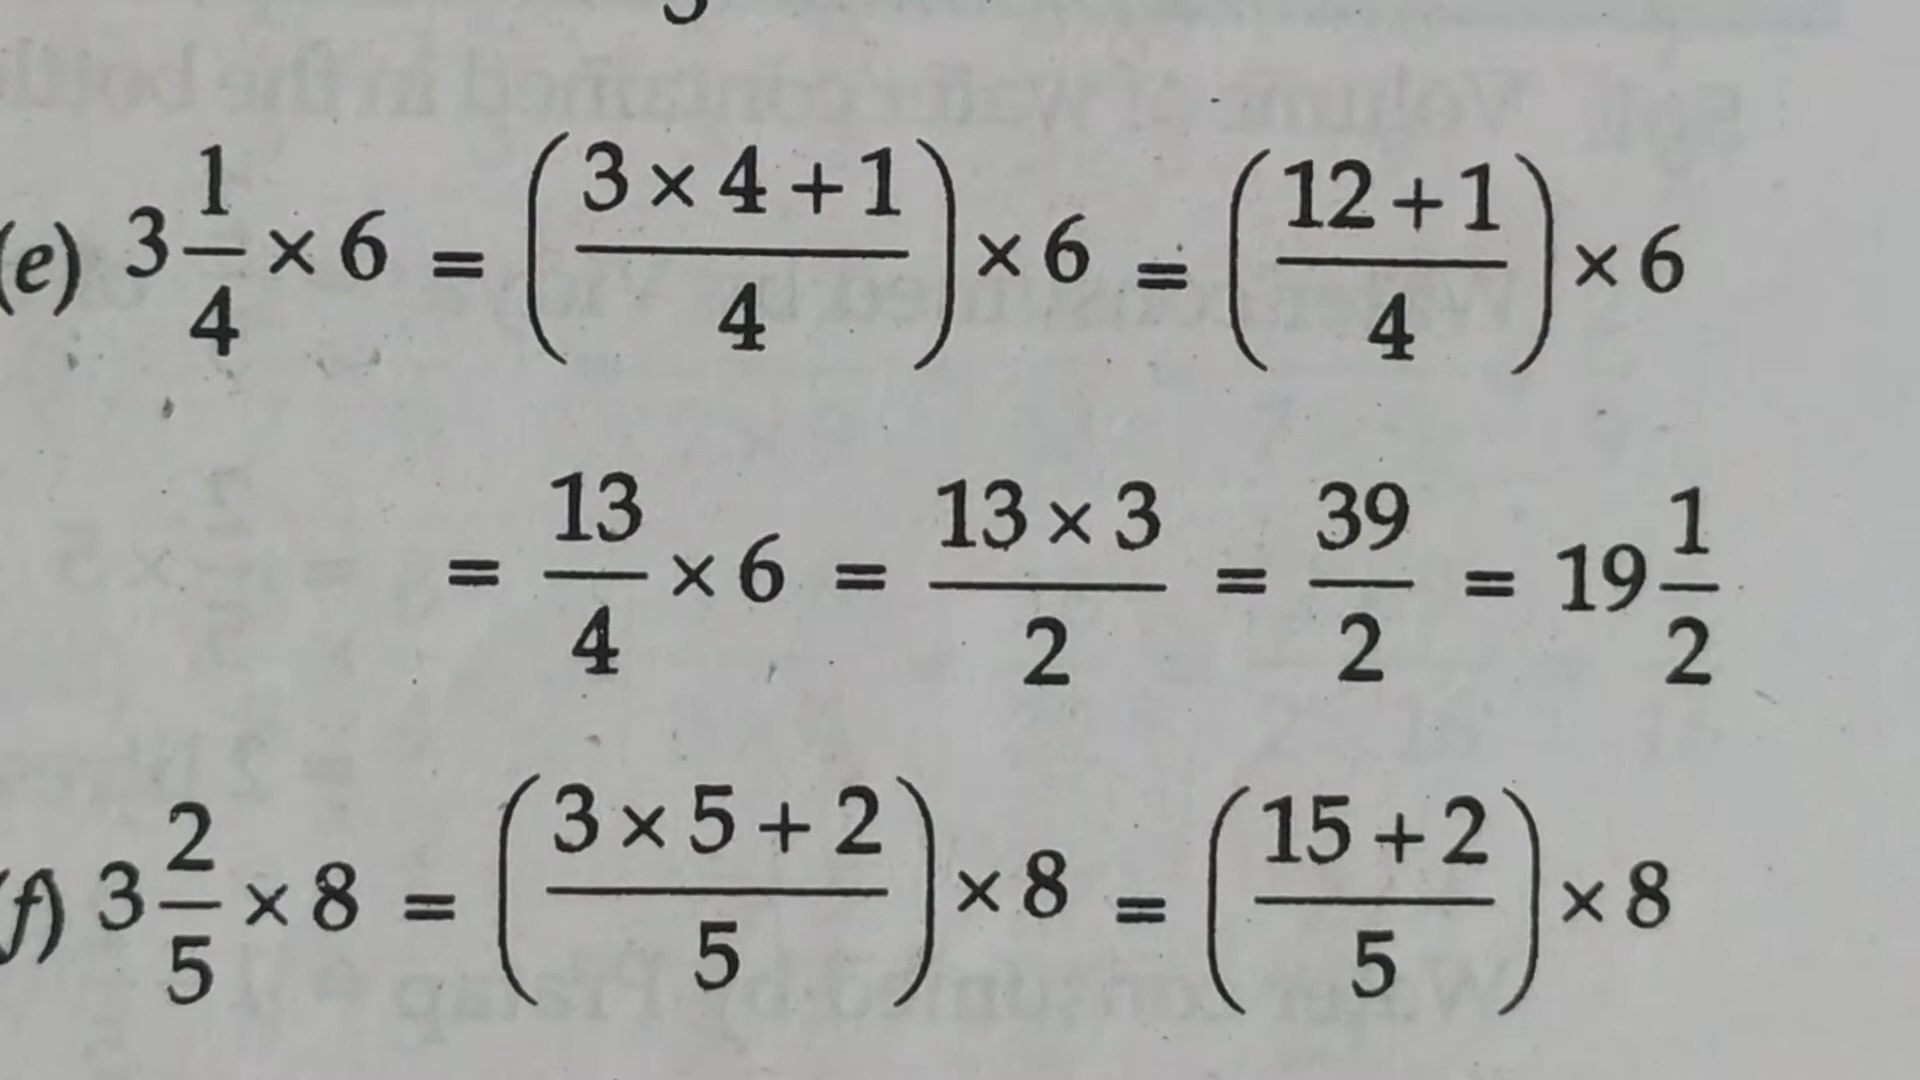 (e) 3 1/4 × 6 = ((3 × 4 + 1)/4) × 6 = ((12 + 1)/4) × 6
= 13/4 × 6 = (13 × 3)/2 = 39/2 = 19 1/2
(f) 3 2/5 × 8 = ((3 × 5 + 2)/5) × 8 = ((15 + 2)/5) × 8